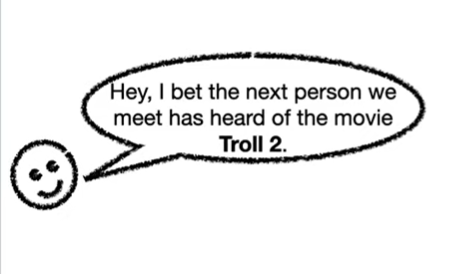 Hey, I bet the next person we
meet has heard of the movie
Troll 2.